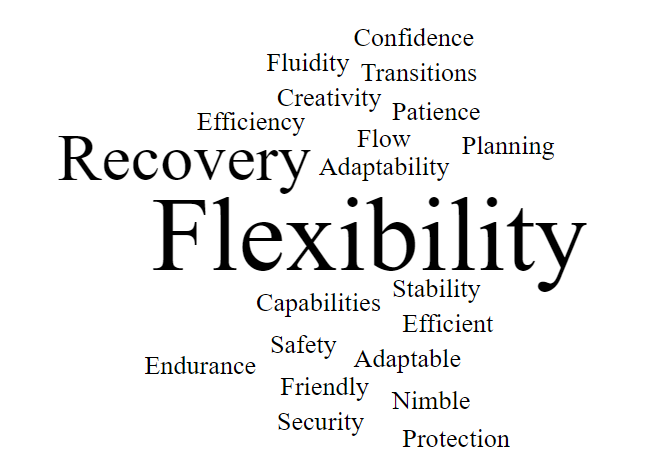 Confidence
Fluidity
Transitions
Creativity
Patience
Efficiency
Flow
Planning
Recovery
Adaptability
Flexibility
Stability
Capabilities
Efficient
Safety
Adaptable
Endurance
Friendly
Nimble
Security
Protection